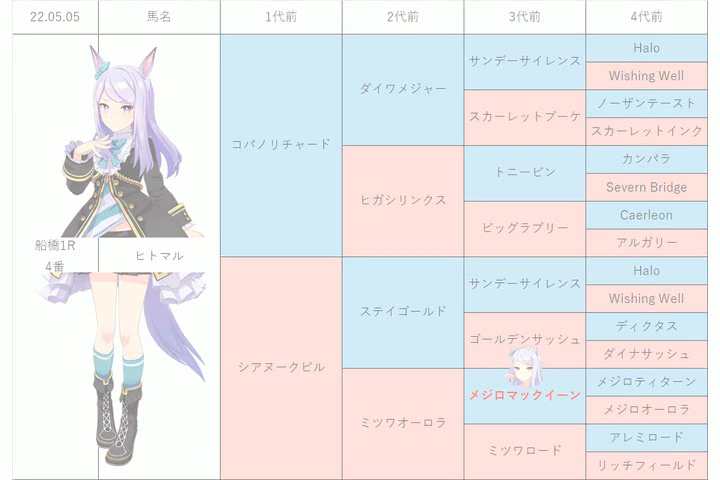 22.05.05 馬名 1代前 2代前 3代前 4代前
船橋1R
4番
ヒトマル
コパノリチャード
シアヌークビル
ダイワメジャー
ヒガシリンクス
ステイゴールド
ミツワオーロラ
サンデーサイレンス
スカーレットブーケ
トニービン
ビッグラブリー
サンデーサイレンス
ゴールデンサッシュ
メジロマックイーン
ミツワロード
Halo
Wishing Well
ノーザンテースト
スカーレットインク
カンパラ
Severn Bridge
Caerleon
アルガリー
Halo
Wishing Well
ディクタス
ダイナサッシュ
メジロティターン
メジロオーロラ
アレミロード
リッチフィールド